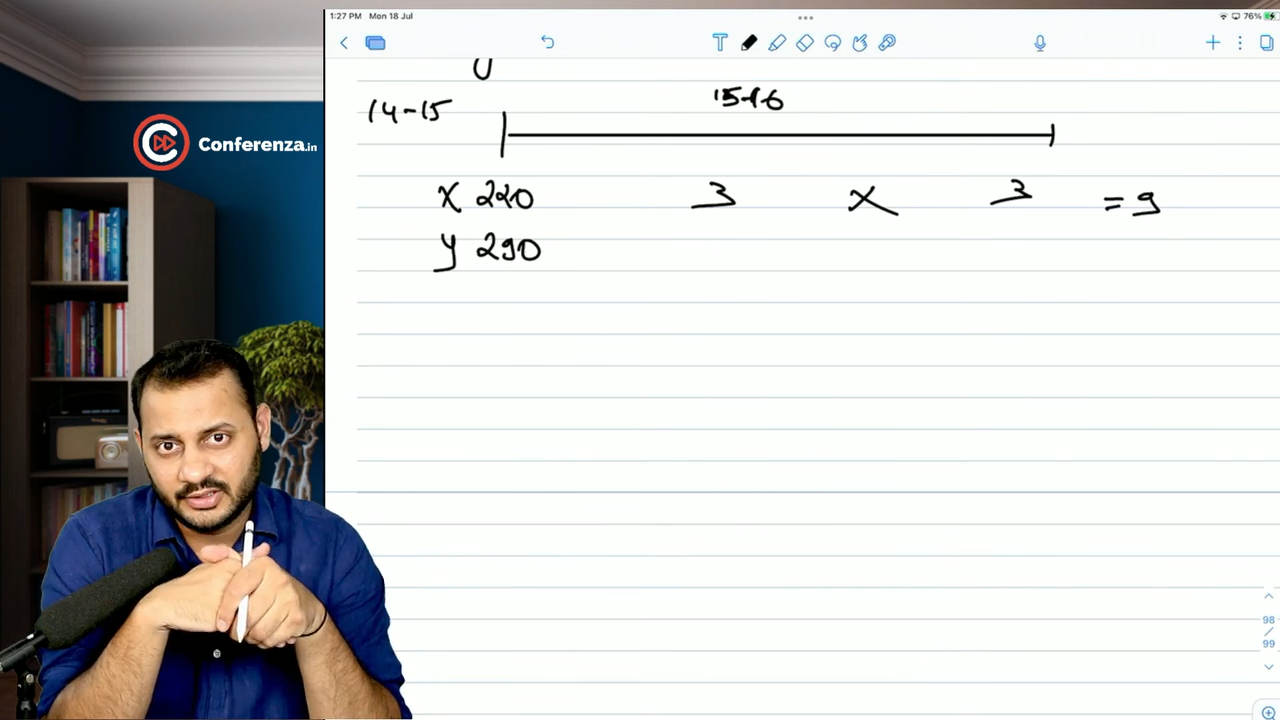 1:27 PM Mon 18 Jul
76%
14-15
15-16
Conferenza.in
X 220 3 X 3 = 9
y 290
98
99